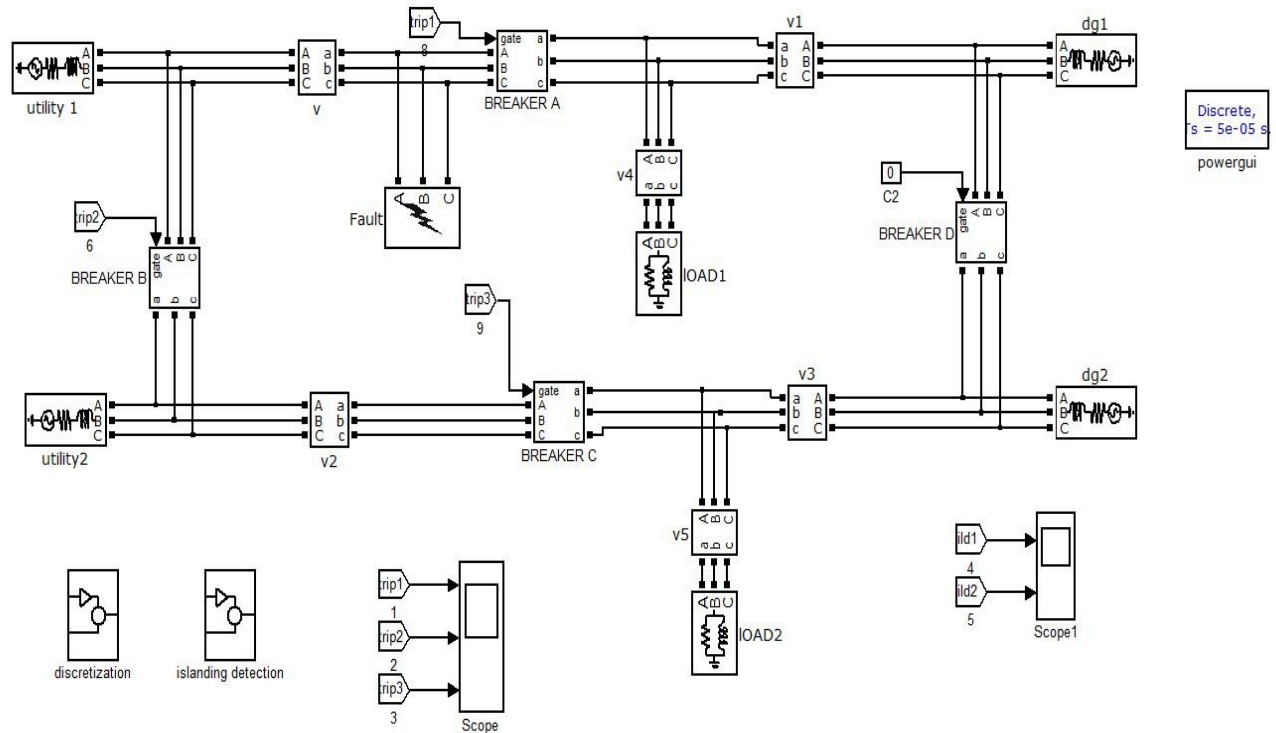 trip1
8
v1
dg1
A A a gate a a A A
B B b A b b B B
C C c B c c C C
C
utility 1
v
BREAKER A
Discrete,
Ts = 5e-05 s.
powergui
A B C
v4
a b c
0
C2
trip2
6
A B C
Fault
gate A B C
BREAKER D
a b c
gate A B C
BREAKER B
a b c
A B C
lOAD1
trip3
9
v3
dg2
A A a gate a a A A
B B b A b b B B
C C c B c c C C
C
utility2
v2
BREAKER C
A B C
v5
a b c
ild1
4
ild2
5
Scope1
trip1
1
trip2
2
trip3
3
Scope
A B C
lOAD2
discretization
islanding detection